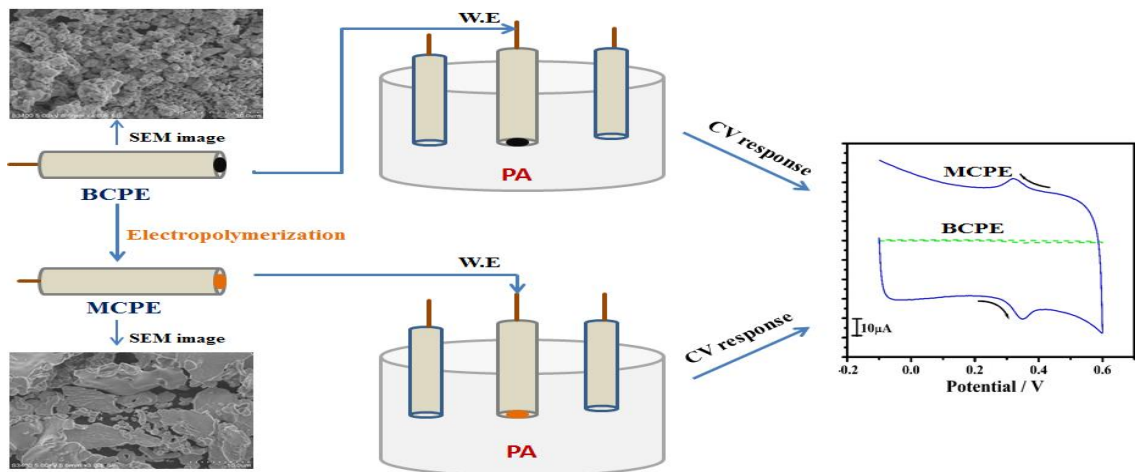 W.E
SEM image
BCPE
PA
CV response
Electropolymerization
MCPE
BCPE
W.E
MCPE
SEM image
PA
CV response
10µA
-0.2 0.0 0.2 0.4 0.6
Potential / V